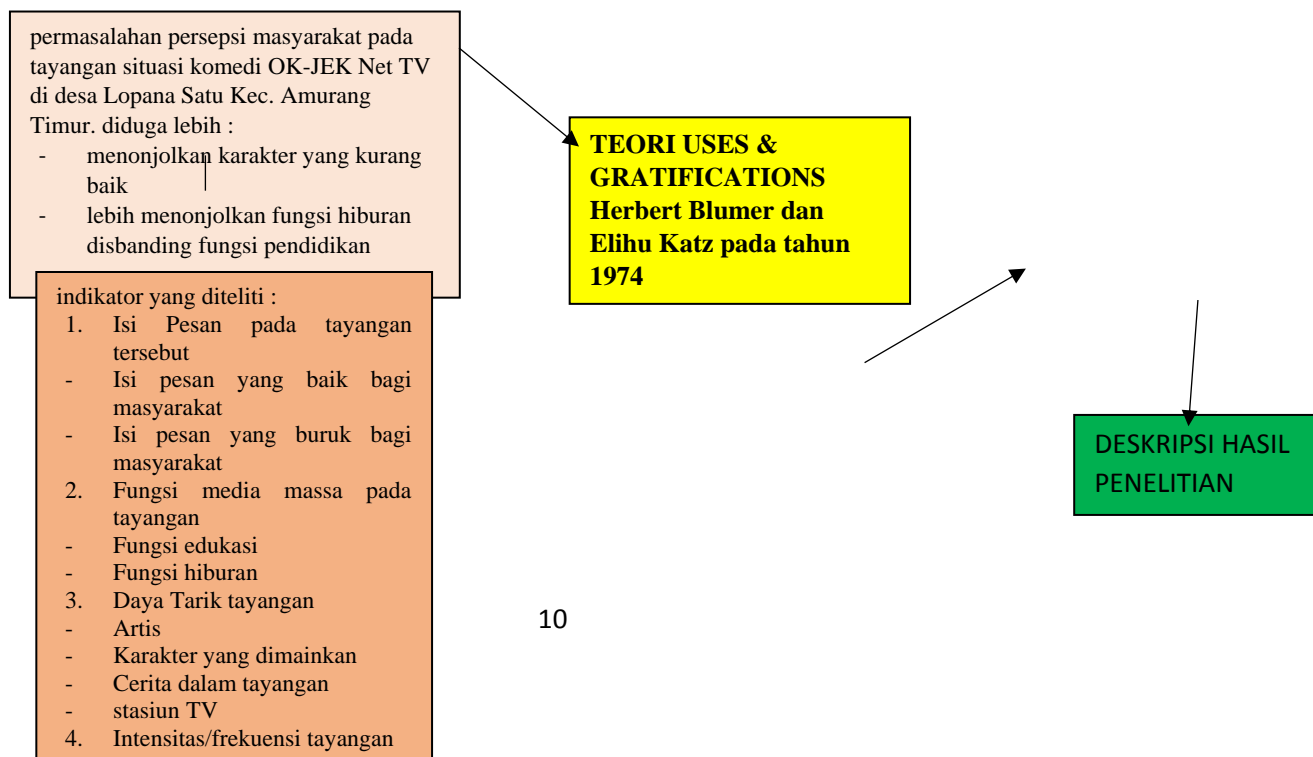 permasalahan persepsi masyarakat pada
tayangan situasi komedi OK-JEK Net TV
di desa Lopana Satu Kec. Amurang
Timur. diduga lebih :
- menonjolkan karakter yang kurang
baik
- lebih menonjolkan fungsi hiburan
disbanding fungsi pendidikan
TEORI USES &
GRATIFICATIONS
Herbert Blumer dan
Elihu Katz pada tahun
1974
indikator yang diteliti :
1. Isi Pesan pada tayangan
tersebut
- Isi pesan yang baik bagi
masyarakat
- Isi pesan yang buruk bagi
masyarakat
2. Fungsi media massa pada
tayangan
- Fungsi edukasi
- Fungsi hiburan
3. Daya Tarik tayangan
- Artis
- Karakter yang dimainkan
- Cerita dalam tayangan
- stasiun TV
4. Intensitas/frekuensi tayangan
DESKRIPSI HASIL
PENELITIAN
10